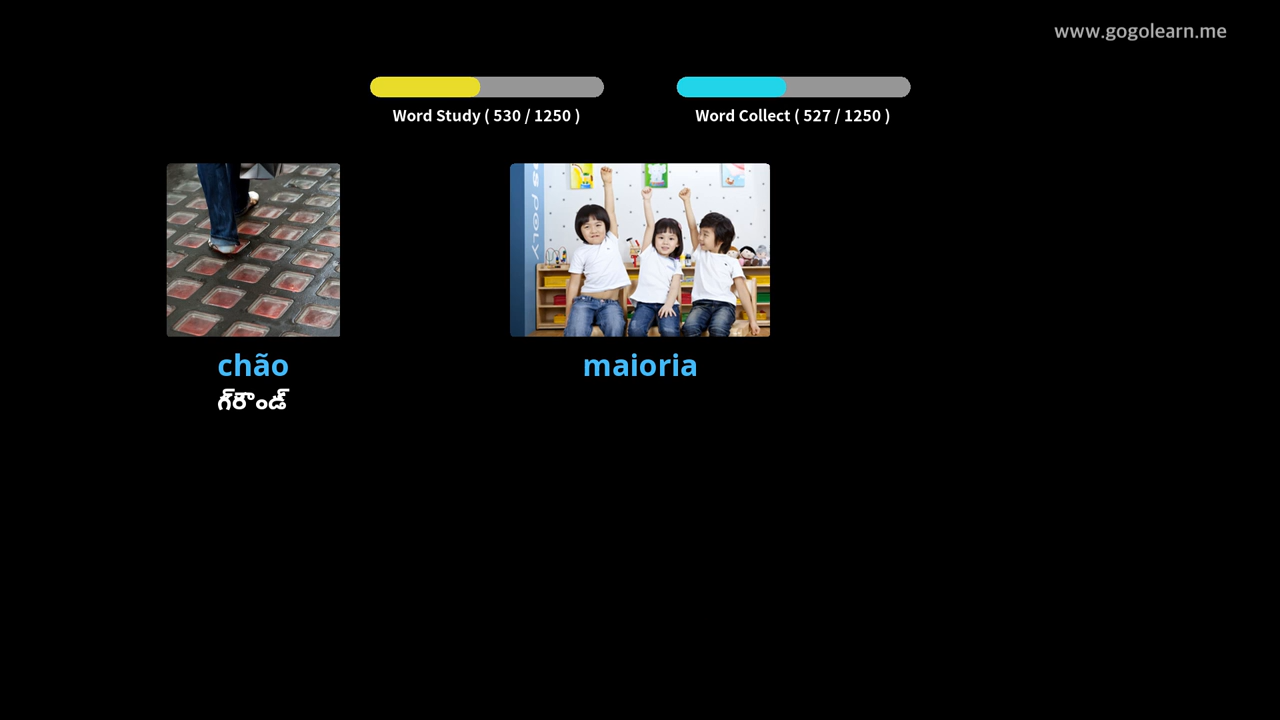 www.gogolearn.me
Word Study ( 530 / 1250 )
Word Collect ( 527 / 1250 )
chão
గ్‌రౌండ్
maioria